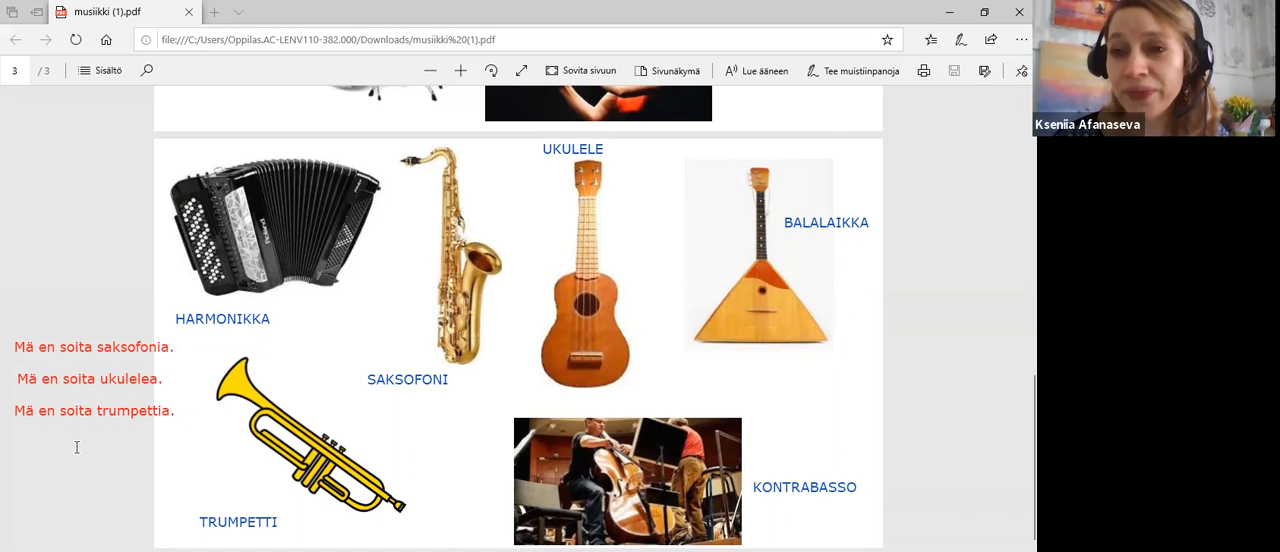 musiikki (1).pdf
file:///C:/Users/Oppilas.AC-LENV110-382.000/Downloads/musiikki%20(1).pdf
3 / 3 Sisältö Sovita sivuun Sivunäkymä Lue ääneen Tee muistiinpanoja
Kseniia Afanaseva
UKULELE
BALALAIKKA
HARMONIKKA
Mä en soita saksofonia.
SAKSOFONI
Mä en soita ukulelea.
Mä en soita trumpettia.
KONTRABASSO
TRUMPETTI